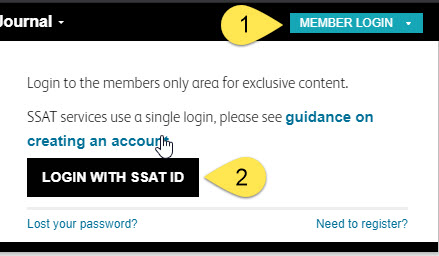 Journal
1
MEMBER LOGIN
Login to the members only area for exclusive content.
SSAT services use a single login, please see guidance on
creating an account.
LOGIN WITH SSAT ID
2
Lost your password?
Need to register?